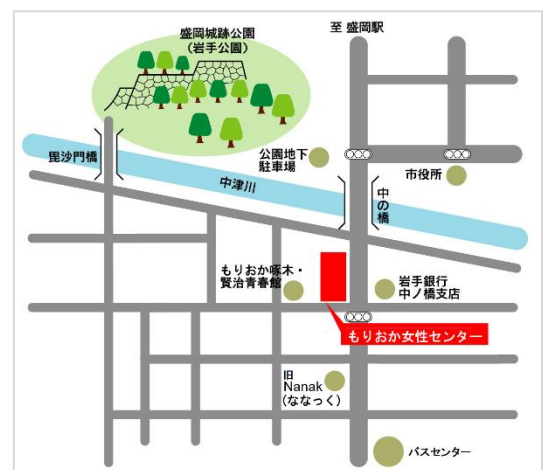 盛岡城跡公園
（岩手公園）
至 盛岡駅
毘沙門橋
公園地下
駐車場
中津川
中の橋
市役所
もりおか啄木・
賢治青春館
岩手銀行
中ノ橋支店
もりおか女性センター
旧
Nanak
(ななっく)
バスセンター